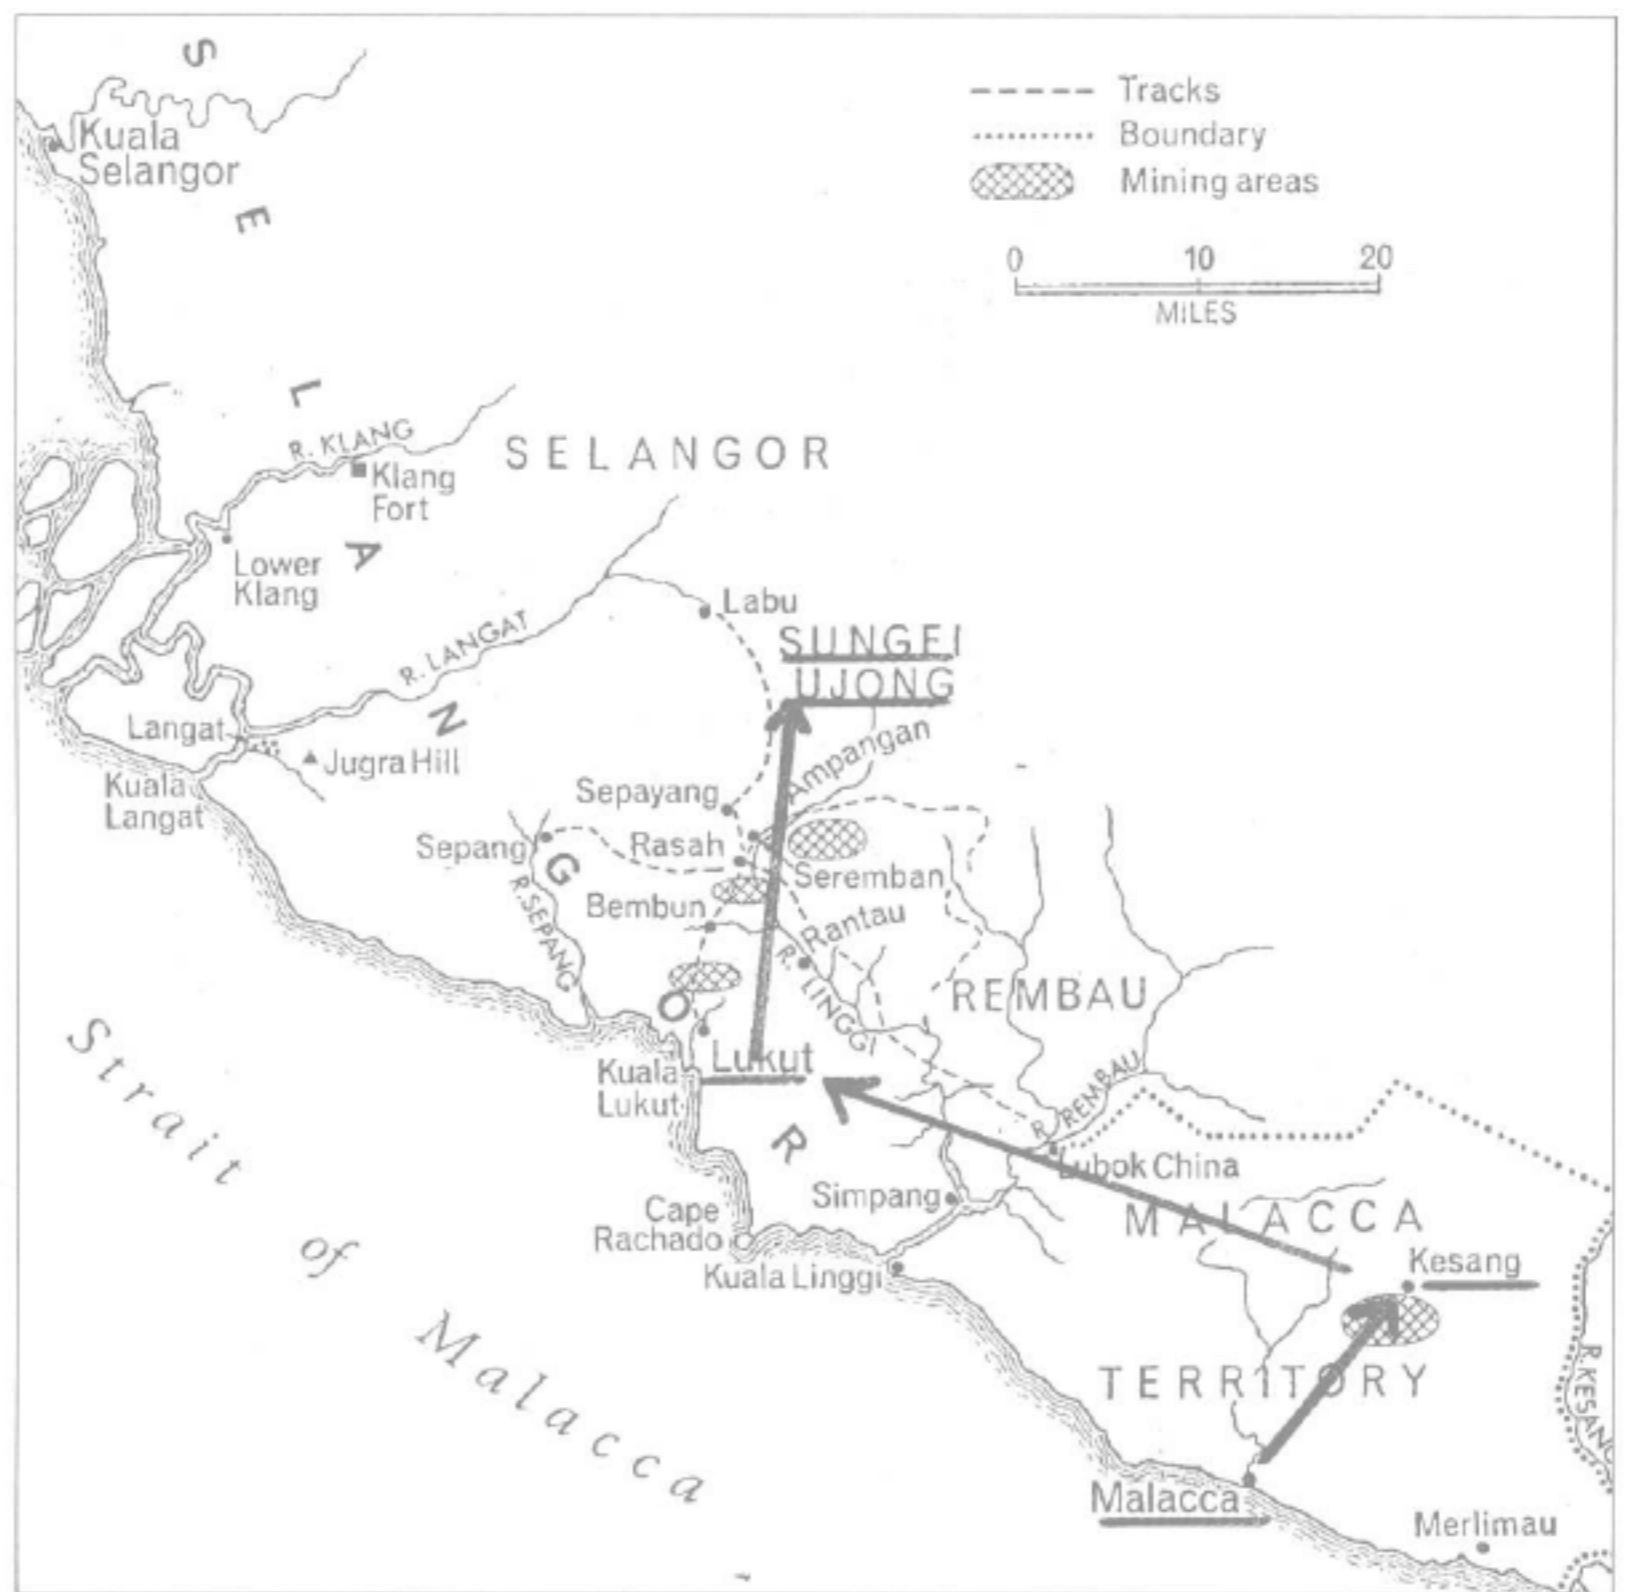 Tracks
Boundary
Mining areas
0 10 20
MILES
S E L A N G O R
Kuala
Selangor
R. KLANG
Klang
Fort
SELANGOR
Lower
Klang
R. LANGAT
Labu
SUNGEI
UJONG
Langat
Jugra Hill
Kuala
Langat
Ampangan
Sepayang
Sepang
Rasah
Seremban
R. SEPANG
Bembun
Rantau
R. LINGGI
REMBAU
Lukut
Kuala
Lukut
R. REMBAU
Lubok China
Simpang
Cape
Rachado
Kuala Linggi
MALACCA
TERRITORY
Kesang
R. KESANG
Malacca
Merlimau
Strait of Malacca